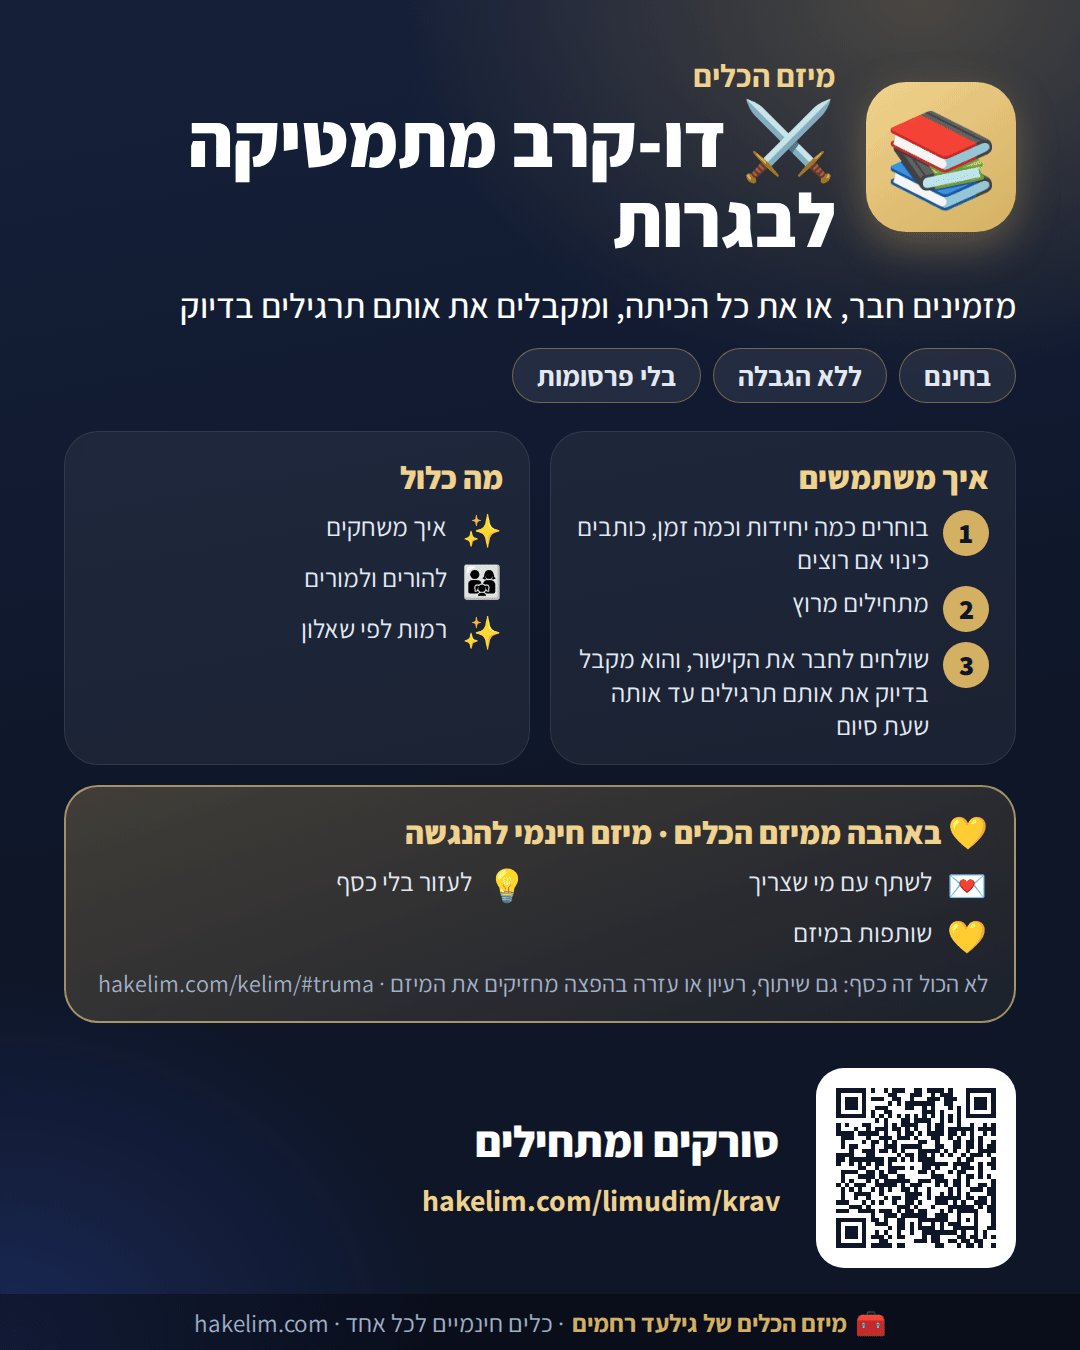 מיזם הכלים
⚔️ דו-קרב מתמטיקה
לבגרות
מזמינים חבר, או את כל הכיתה, ומקבלים את אותם תרגילים בדיוק
בחינם
ללא הגבלה
בלי פרסומות
איך משתמשים
1 בוחרים כמה יחידות וכמה זמן, כותבים
כינוי אם רוצים
2 מתחילים מרוץ
3 שולחים לחבר את הקישור, והוא מקבל
בדיוק את אותם תרגילים עד אותה
שעת סיום
מה כלול
✨ איך משחקים
להורים ולמורים
✨ רמות לפי שאלון
💛 באהבה ממיזם הכלים · מיזם חינמי להנגשה
💌 לשתף עם מי שצריך
💡 לעזור בלי כסף
💛 שותפות במיזם
לא הכול זה כסף: גם שיתוף, רעיון או עזרה בהפצה מחזיקים את המיזם · hakelim.com/kelim/#truma
סורקים ומתחילים
hakelim.com/limudim/krav
🧰 מיזם הכלים של גילעד רחמים · כלים חינמיים לכל אחד · hakelim.com